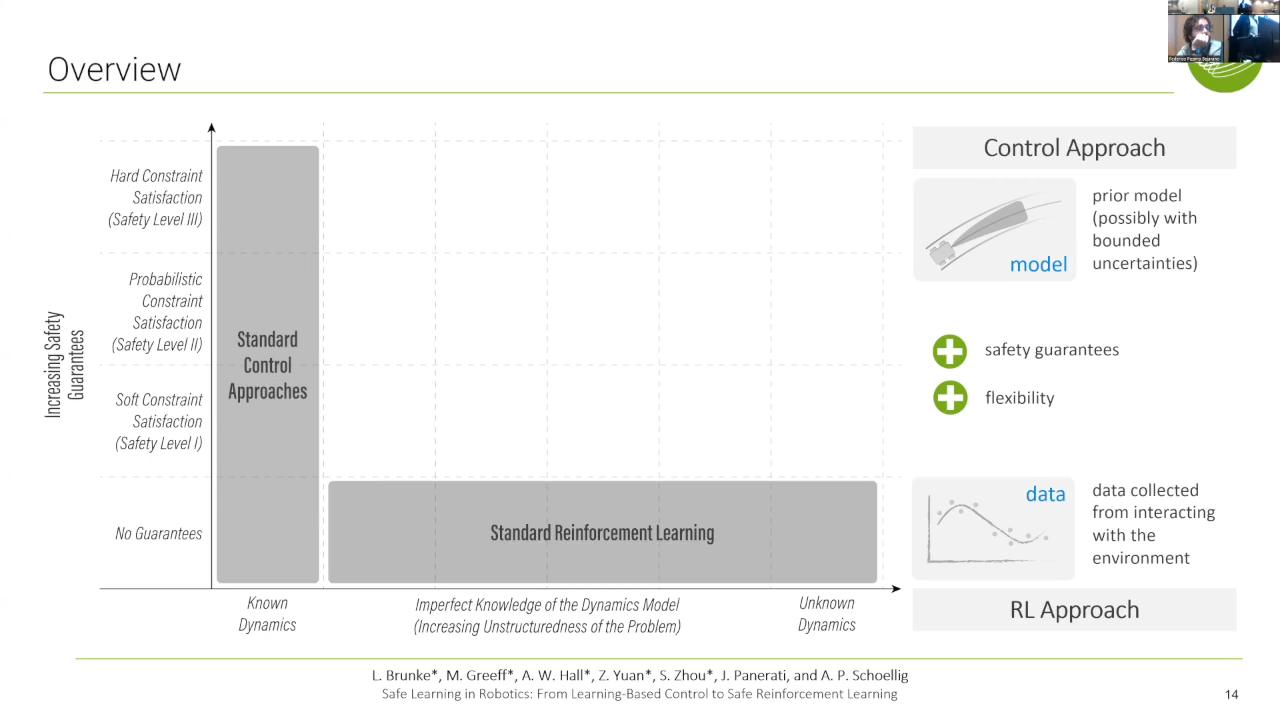 Overview
Increasing Safety
Guarantees
Hard Constraint
Satisfaction
(Safety Level III)
Probabilistic
Constraint
Satisfaction
(Safety Level II)
Soft Constraint
Satisfaction
(Safety Level I)
No Guarantees
Standard
Control
Approaches
Standard Reinforcement Learning
Known
Dynamics
Imperfect Knowledge of the Dynamics Model
(Increasing Unstructuredness of the Problem)
Unknown
Dynamics
Control Approach
model
prior model
(possibly with
bounded
uncertainties)
safety guarantees
flexibility
data
data collected
from interacting
with the
environment
RL Approach
L. Brunke*, M. Greeff*, A. W. Hall*, Z. Yuan*, S. Zhou*, J. Panerati, and A. P. Schoellig
Safe Learning in Robotics: From Learning-Based Control to Safe Reinforcement Learning
14